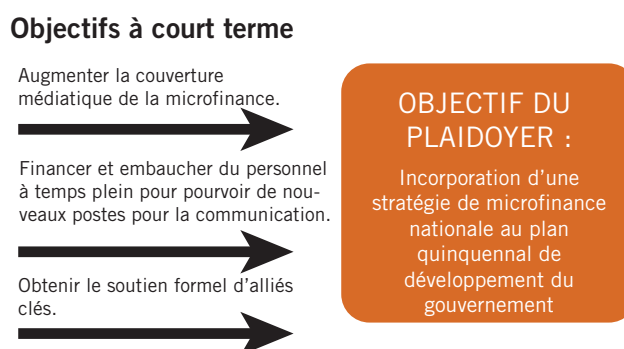 Objectifs à court terme
Augmenter la couverture
médiatique de la microfinance.
Financer et embaucher du personnel
à temps plein pour pourvoir de nou-
veaux postes pour la communication.
Obtenir le soutien formel d'alliés
clés.
OBJECTIF DU
PLAIDOYER :
Incorporation d'une
stratégie de microfinance
nationale au plan
quinquennal de
développement du
gouvernement